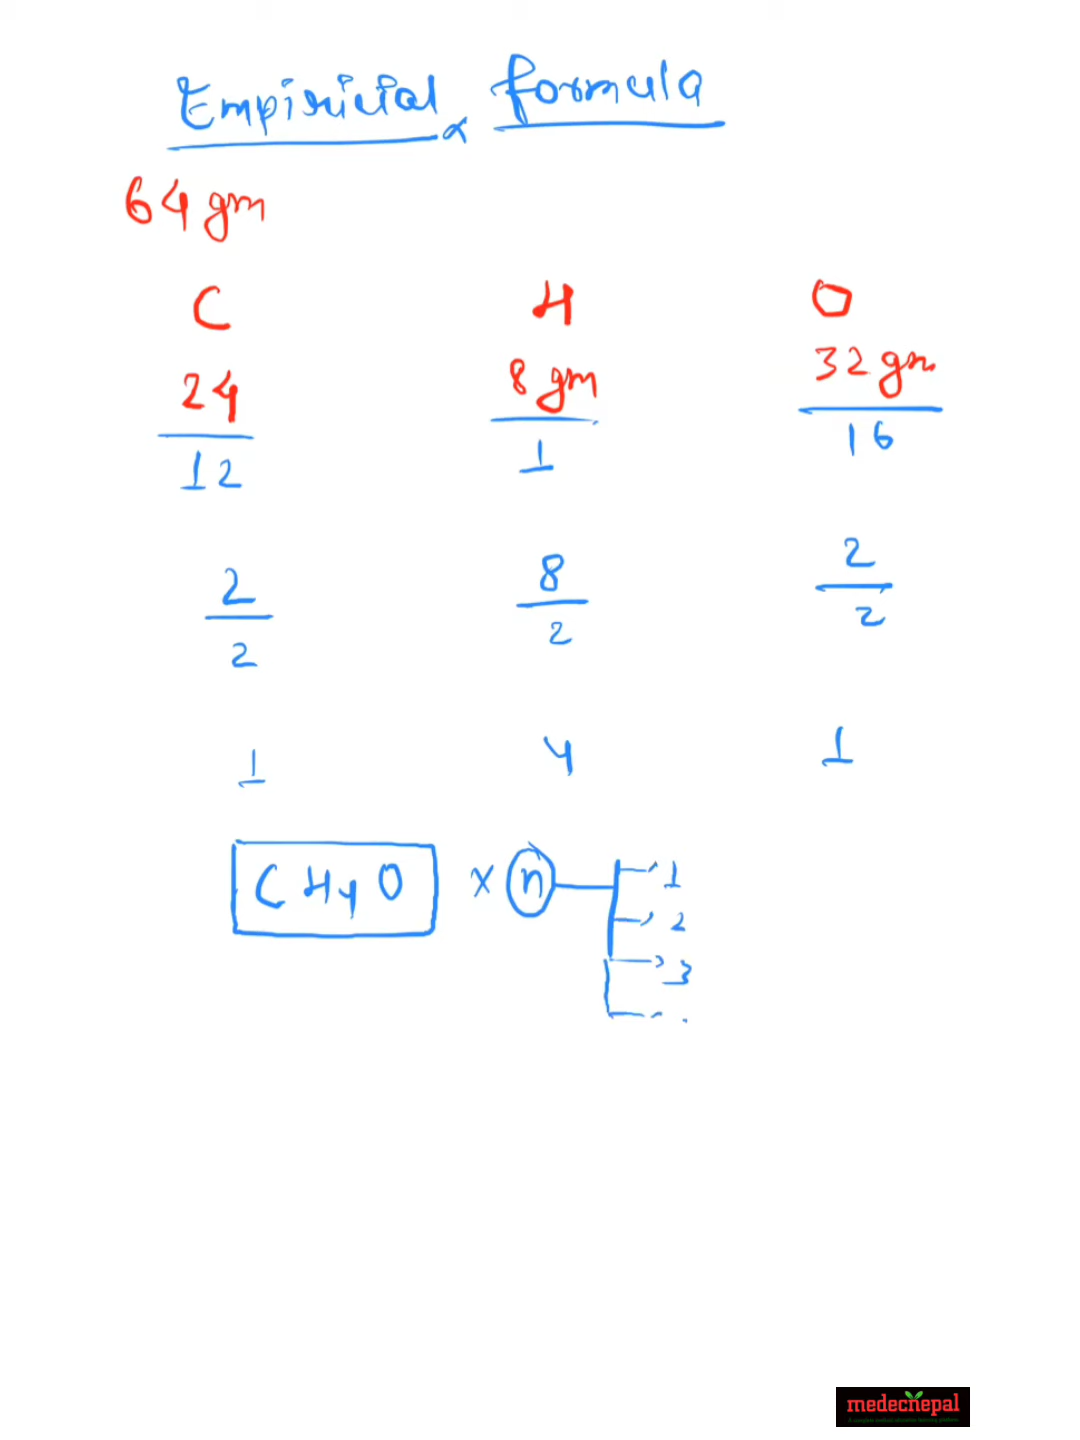 Empiricial formula
64 gm
C H O
24 8 gm 32 gm
12 1 16
2 8 2
2 2 2
1 4 1
CH4O x n 1
2
3
medecnepal